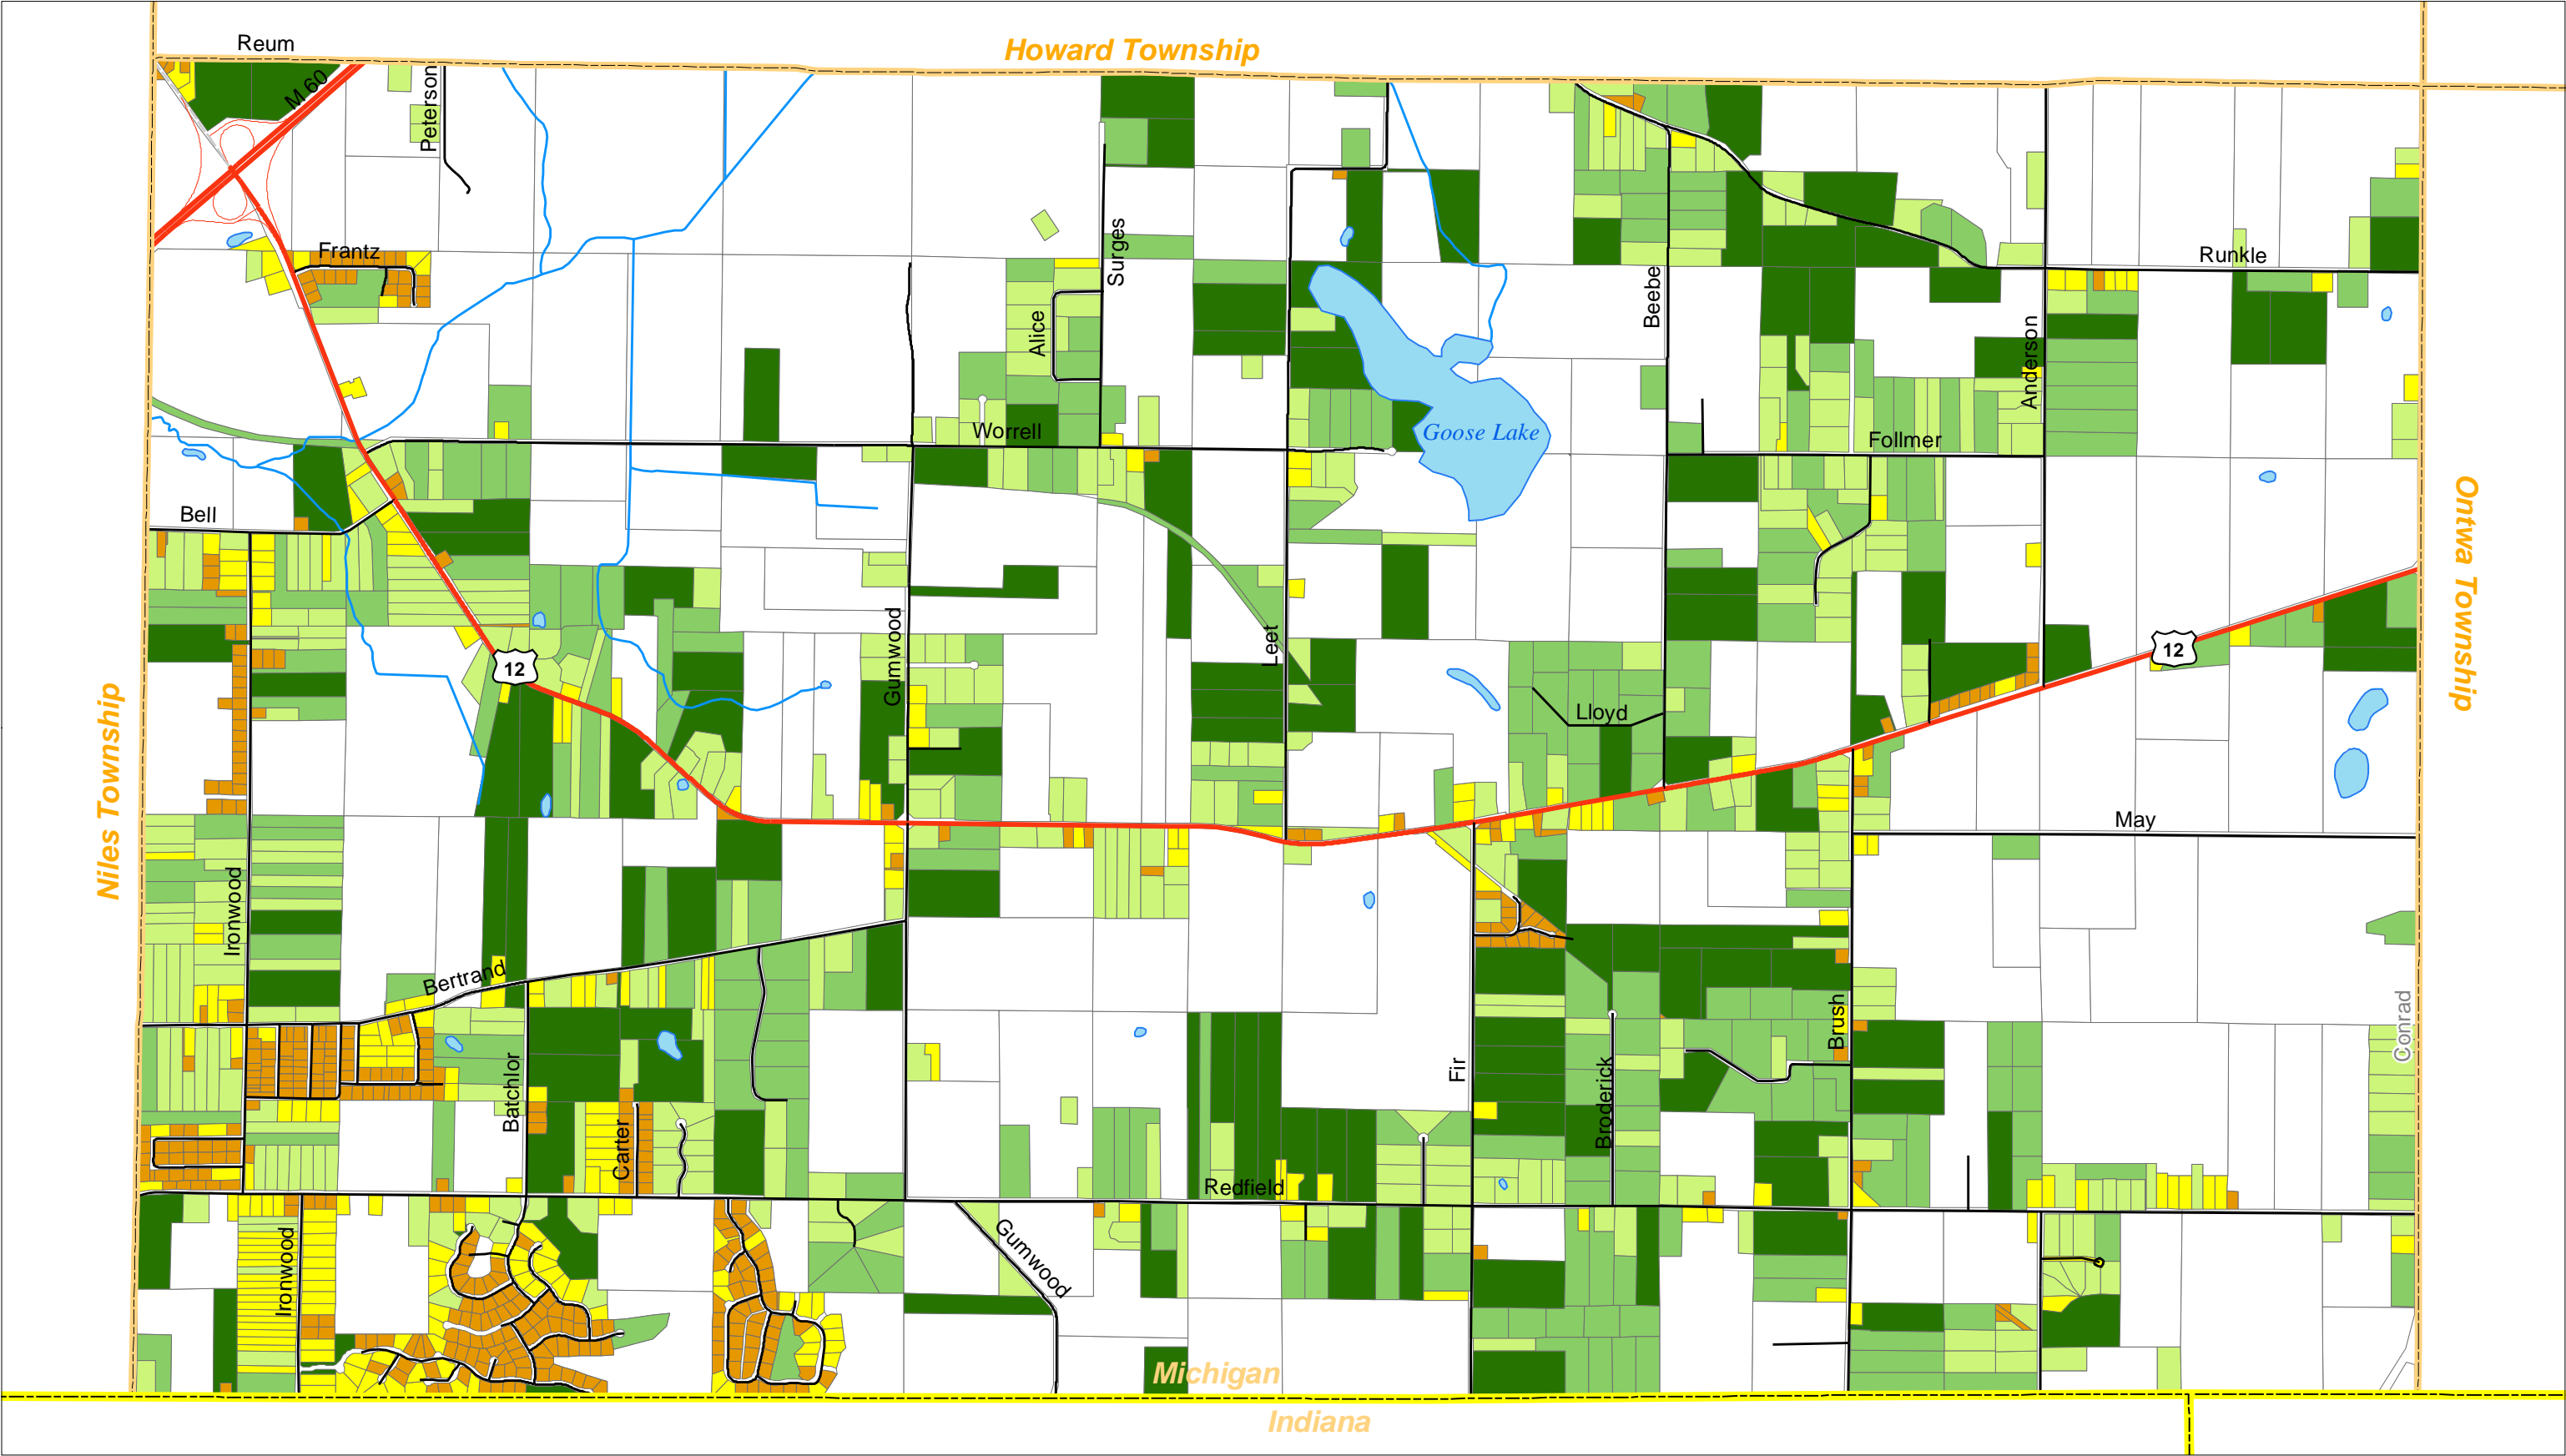 Reum
Howard Township
M 60
Peterson
Frantz
Surges
Runkle
Beebe
Alice
Anderson
Worrell
Goose Lake
Follmer
Bell
Ontwa Township
Gumwood
Leet
12
12
Niles Township
Lloyd
May
Ironwood
Bertrand
Conrad
Brush
Fir
Batchlor
Broderick
Carter
Redfield
Ironwood
Gumwood
Michigan
Indiana